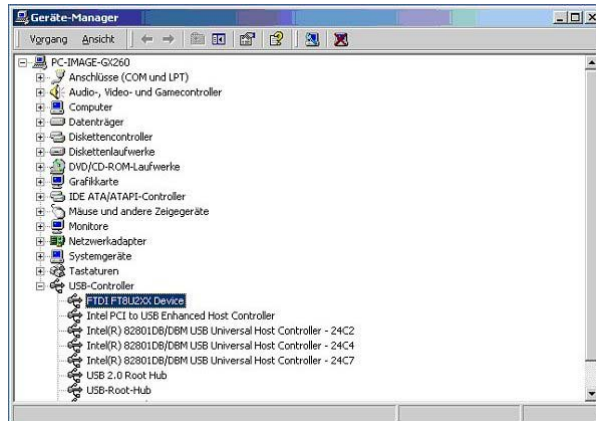 Geräte-Manager
Vorgang Ansicht
PC-IMAGE-GX260
Anschlüsse (COM und LPT)
Audio-, Video- und Gamecontroller
Computer
Datenträger
Diskettencontroller
Diskettenlaufwerke
DVD/CD-ROM-Laufwerke
Grafikkarte
IDE ATA/ATAPI-Controller
Mäuse und andere Zeigegeräte
Monitore
Netzwerkadapter
Systemgeräte
Tastaturen
USB-Controller
FTDI FT8U2XX Device
Intel PCI to USB Enhanced Host Controller
Intel(R) 82801DB/DBM USB Universal Host Controller - 24C2
Intel(R) 82801DB/DBM USB Universal Host Controller - 24C4
Intel(R) 82801DB/DBM USB Universal Host Controller - 24C7
USB 2.0 Root Hub
USB-Root-Hub